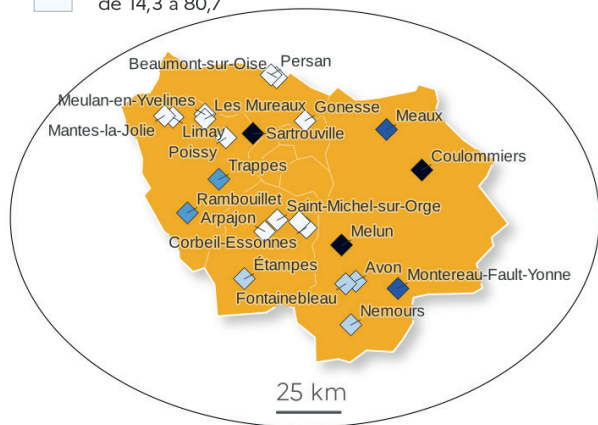 de 14,3 à 80,7
Beaumont-sur-Oise
Persan
Meulan-en-Yvelines
Les Mureaux
Gonesse
Meaux
Mantes-la-Jolie
Limay
Sartrouville
Poissy
Coulommiers
Trappes
Rambouillet
Saint-Michel-sur-Orge
Arpajon
Melun
Corbeil-Essonnes
Étampes
Avon
Montereau-Fault-Yonne
Fontainebleau
Nemours
25 km